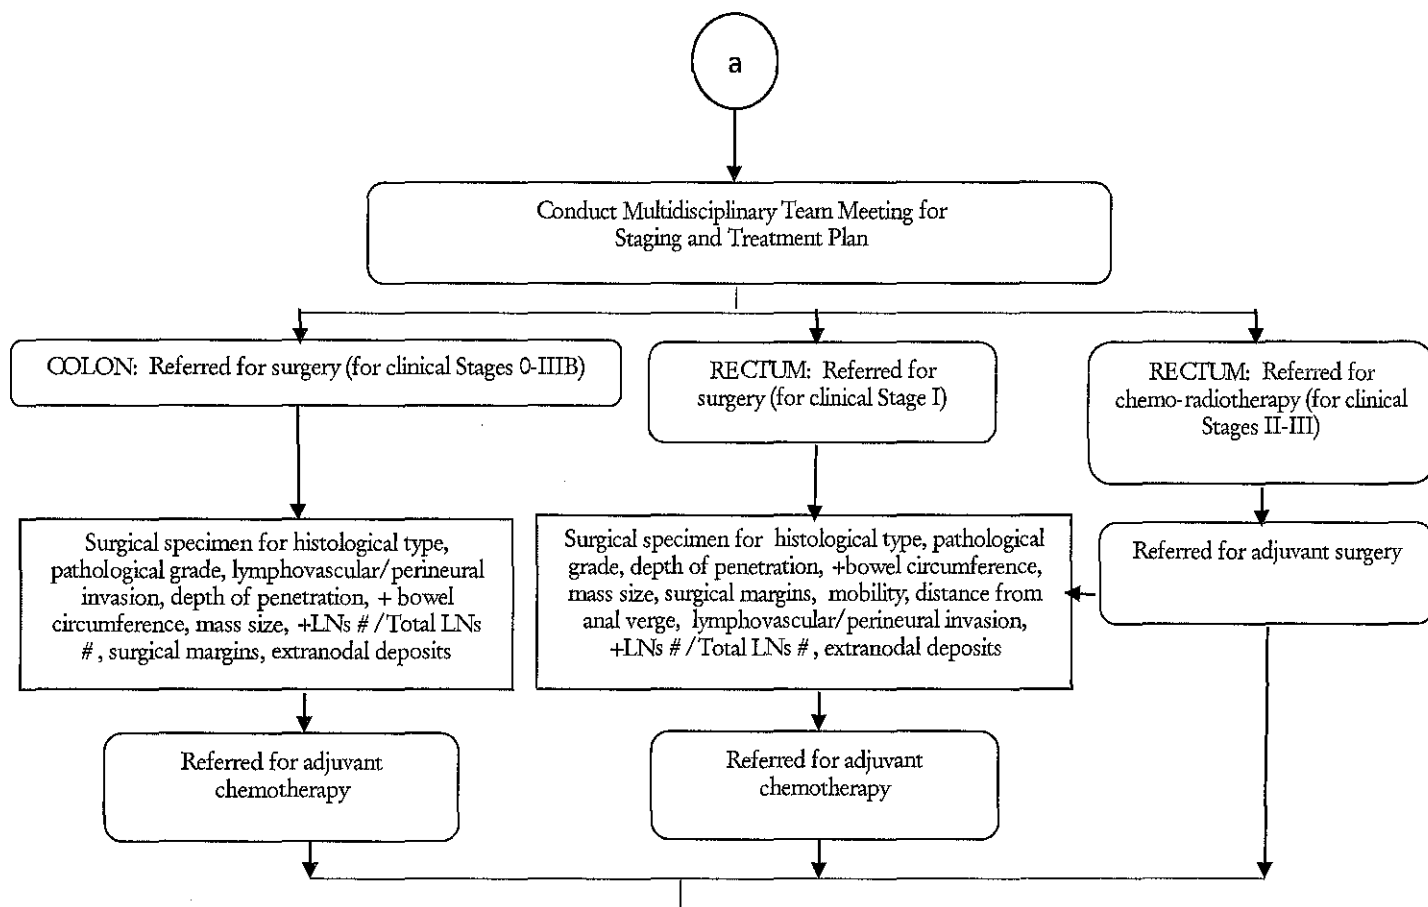 a
Conduct Multidisciplinary Team Meeting for
Staging and Treatment Plan
COLON: Referred for surgery (for clinical Stages 0-IIIB)
RECTUM: Referred for
surgery (for clinical Stage I)
RECTUM: Referred for
chemo-radiotherapy (for clinical
Stages II-III)
Surgical specimen for histological type,
pathological grade, lymphovascular/perineural
invasion, depth of penetration, + bowel
circumference, mass size, +LNs #/Total LNs
#, surgical margins, extranodal deposits
Surgical specimen for histological type, pathological
grade, depth of penetration, +bowel circumference,
mass size, surgical margins, mobility, distance from
anal verge, lymphovascular/perineural invasion,
+LNs #/Total LNs #, extranodal deposits
Referred for adjuvant surgery
Referred for adjuvant
chemotherapy
Referred for adjuvant
chemotherapy